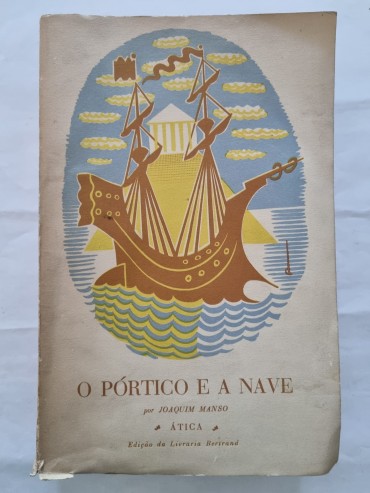 O PÓRTICO E A NAVE
por JOAQUIM MANSO
ÁTICA
Edição da Livraria Bertrand